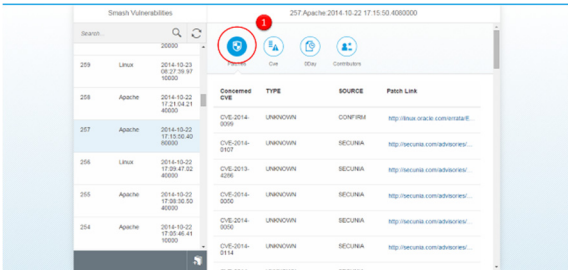 Smash Vulnerabilities
257:Apache 2014-10-22 17:15:50.4060000
1
Search...
Patches
Cve
0Day
Contributors
20000
259 Linux 2014-10-23
08:27:39.97
10000
258 Apache 2014-10-22
17:21:04.21
40000
257 Apache 2014-10-22
17:15:50.40
60000
256 Linux 2014-10-22
17:09:47.02
40000
255 Apache 2014-10-22
17:08:36.50
40000
254 Apache 2014-10-22
17:05:46.41
10000
Concerned CVE TYPE SOURCE Patch Link
CVE-2014-
0099 UNKNOWN CONFIRM http://linux.oracle.com/errata/E...
CVE-2014-
0107 UNKNOWN SECUNIA http://secunia.com/advisories/...
CVE-2013-
4286 UNKNOWN SECUNIA http://secunia.com/advisories/...
CVE-2014-
0050 UNKNOWN SECUNIA http://secunia.com/advisories/...
CVE-2014-
0050 UNKNOWN SECUNIA http://secunia.com/advisories/...
CVE-2014-
0114 UNKNOWN SECUNIA http://secunia.com/advisories/...